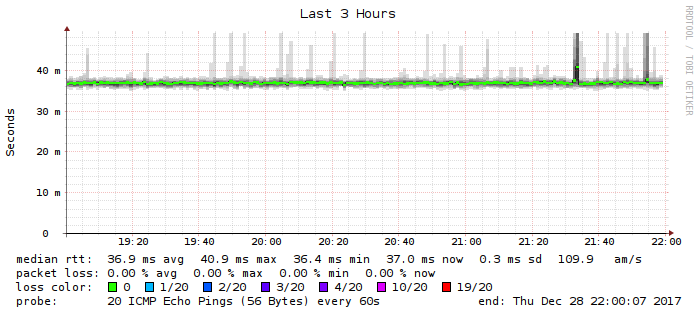 Last 3 Hours
RRDTOOL / TOBI OETIKER
Seconds
40 m
30 m
20 m
10 m
0
19:20 19:40 20:00 20:20 20:40 21:00 21:20 21:40 22:00
median rtt: 36.9 ms avg 40.9 ms max 36.4 ms min 37.0 ms now 0.3 ms sd 109.9 am/s
packet loss: 0.00 % avg 0.00 % max 0.00 % min 0.00 % now
loss color: 0 1/20 2/20 3/20 4/20 10/20 19/20
probe: 20 ICMP Echo Pings (56 Bytes) every 60s end: Thu Dec 28 22:00:07 2017